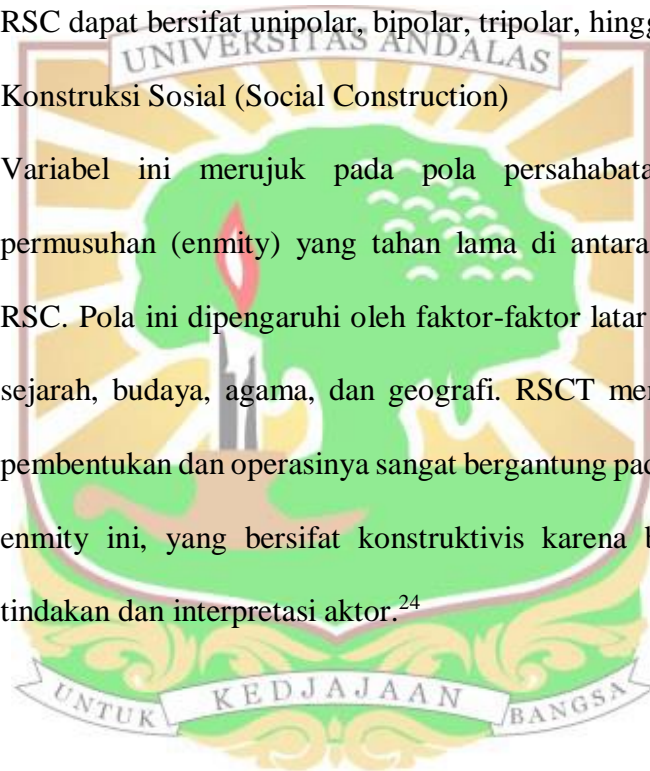 RSC dapat bersifat unipolar, bipolar, tripolar, hingg
UNIVERSITAS ANDALAS
Konstruksi Sosial (Social Construction)
Variabel ini merujuk pada pola persahabata
permusuhan (enmity) yang tahan lama di antara
RSC. Pola ini dipengaruhi oleh faktor-faktor latar
sejarah, budaya, agama, dan geografi. RSCT me
pembentukan dan operasinya sangat bergantung pad
enmity ini, yang bersifat konstruktivis karena b
tindakan dan interpretasi aktor.24
UNTUK KEDJAJAAN BANGSA